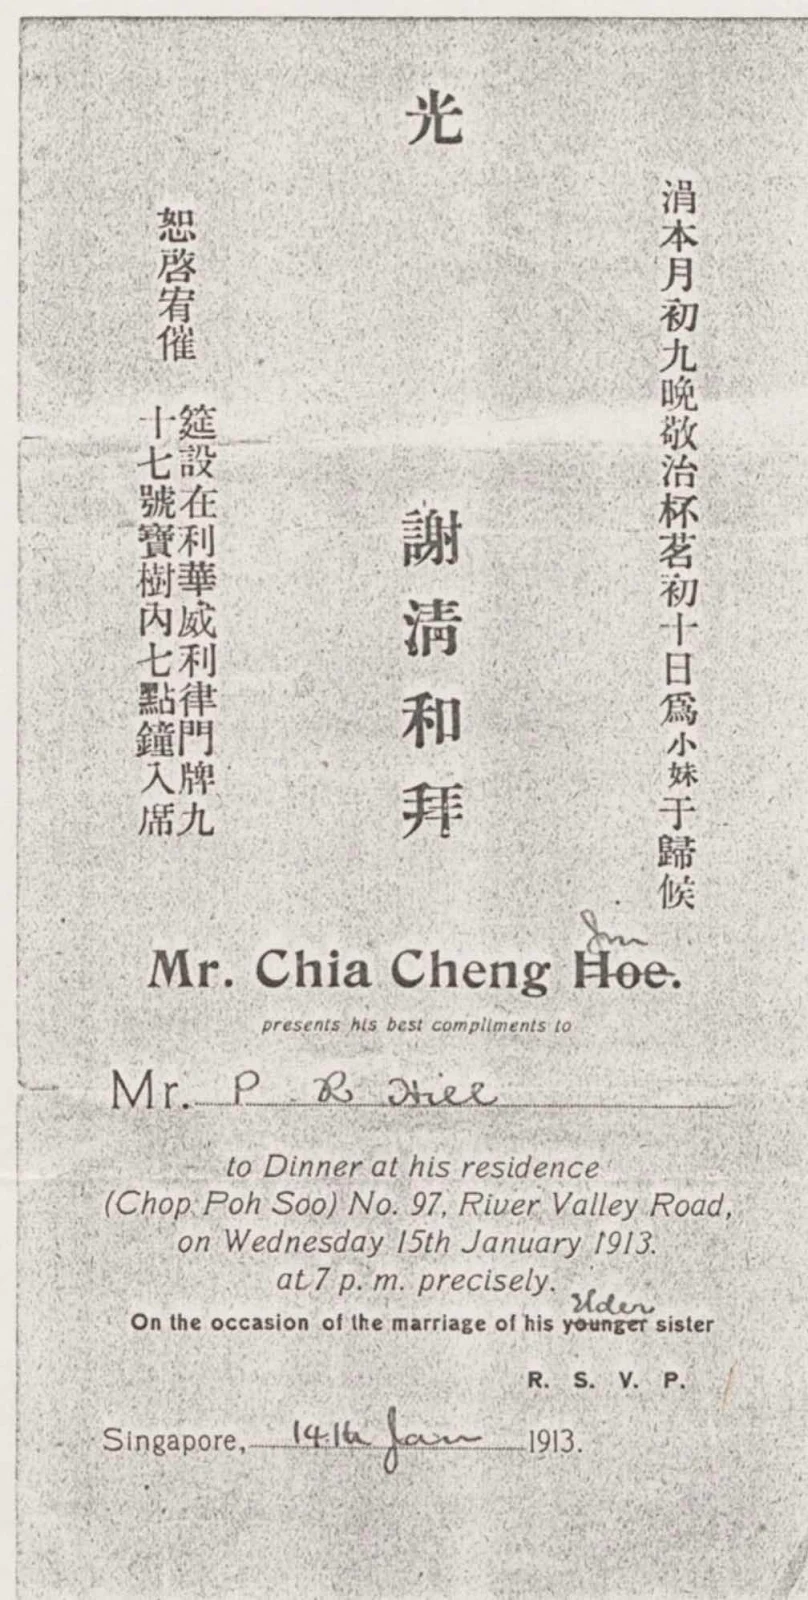 涓本月初九晚敬治杯茗初十日爲小妹于歸候
光
謝淸和拜
恕啓宥催
筵設在利華威利律門牌九
十七號寶樹內七點鐘入席
Jin
Mr. Chia Cheng Hoe.
presents his best compliments to
Mr. P R Hill
to Dinner at his residence
(Chop Poh Soo) No. 97, River Valley Road,
on Wednesday 15th January 1913.
at 7 p. m. precisely.
Elder
On the occasion of the marriage of his younger sister
R. S. V. P.
Singapore, 14th Jan 1913.